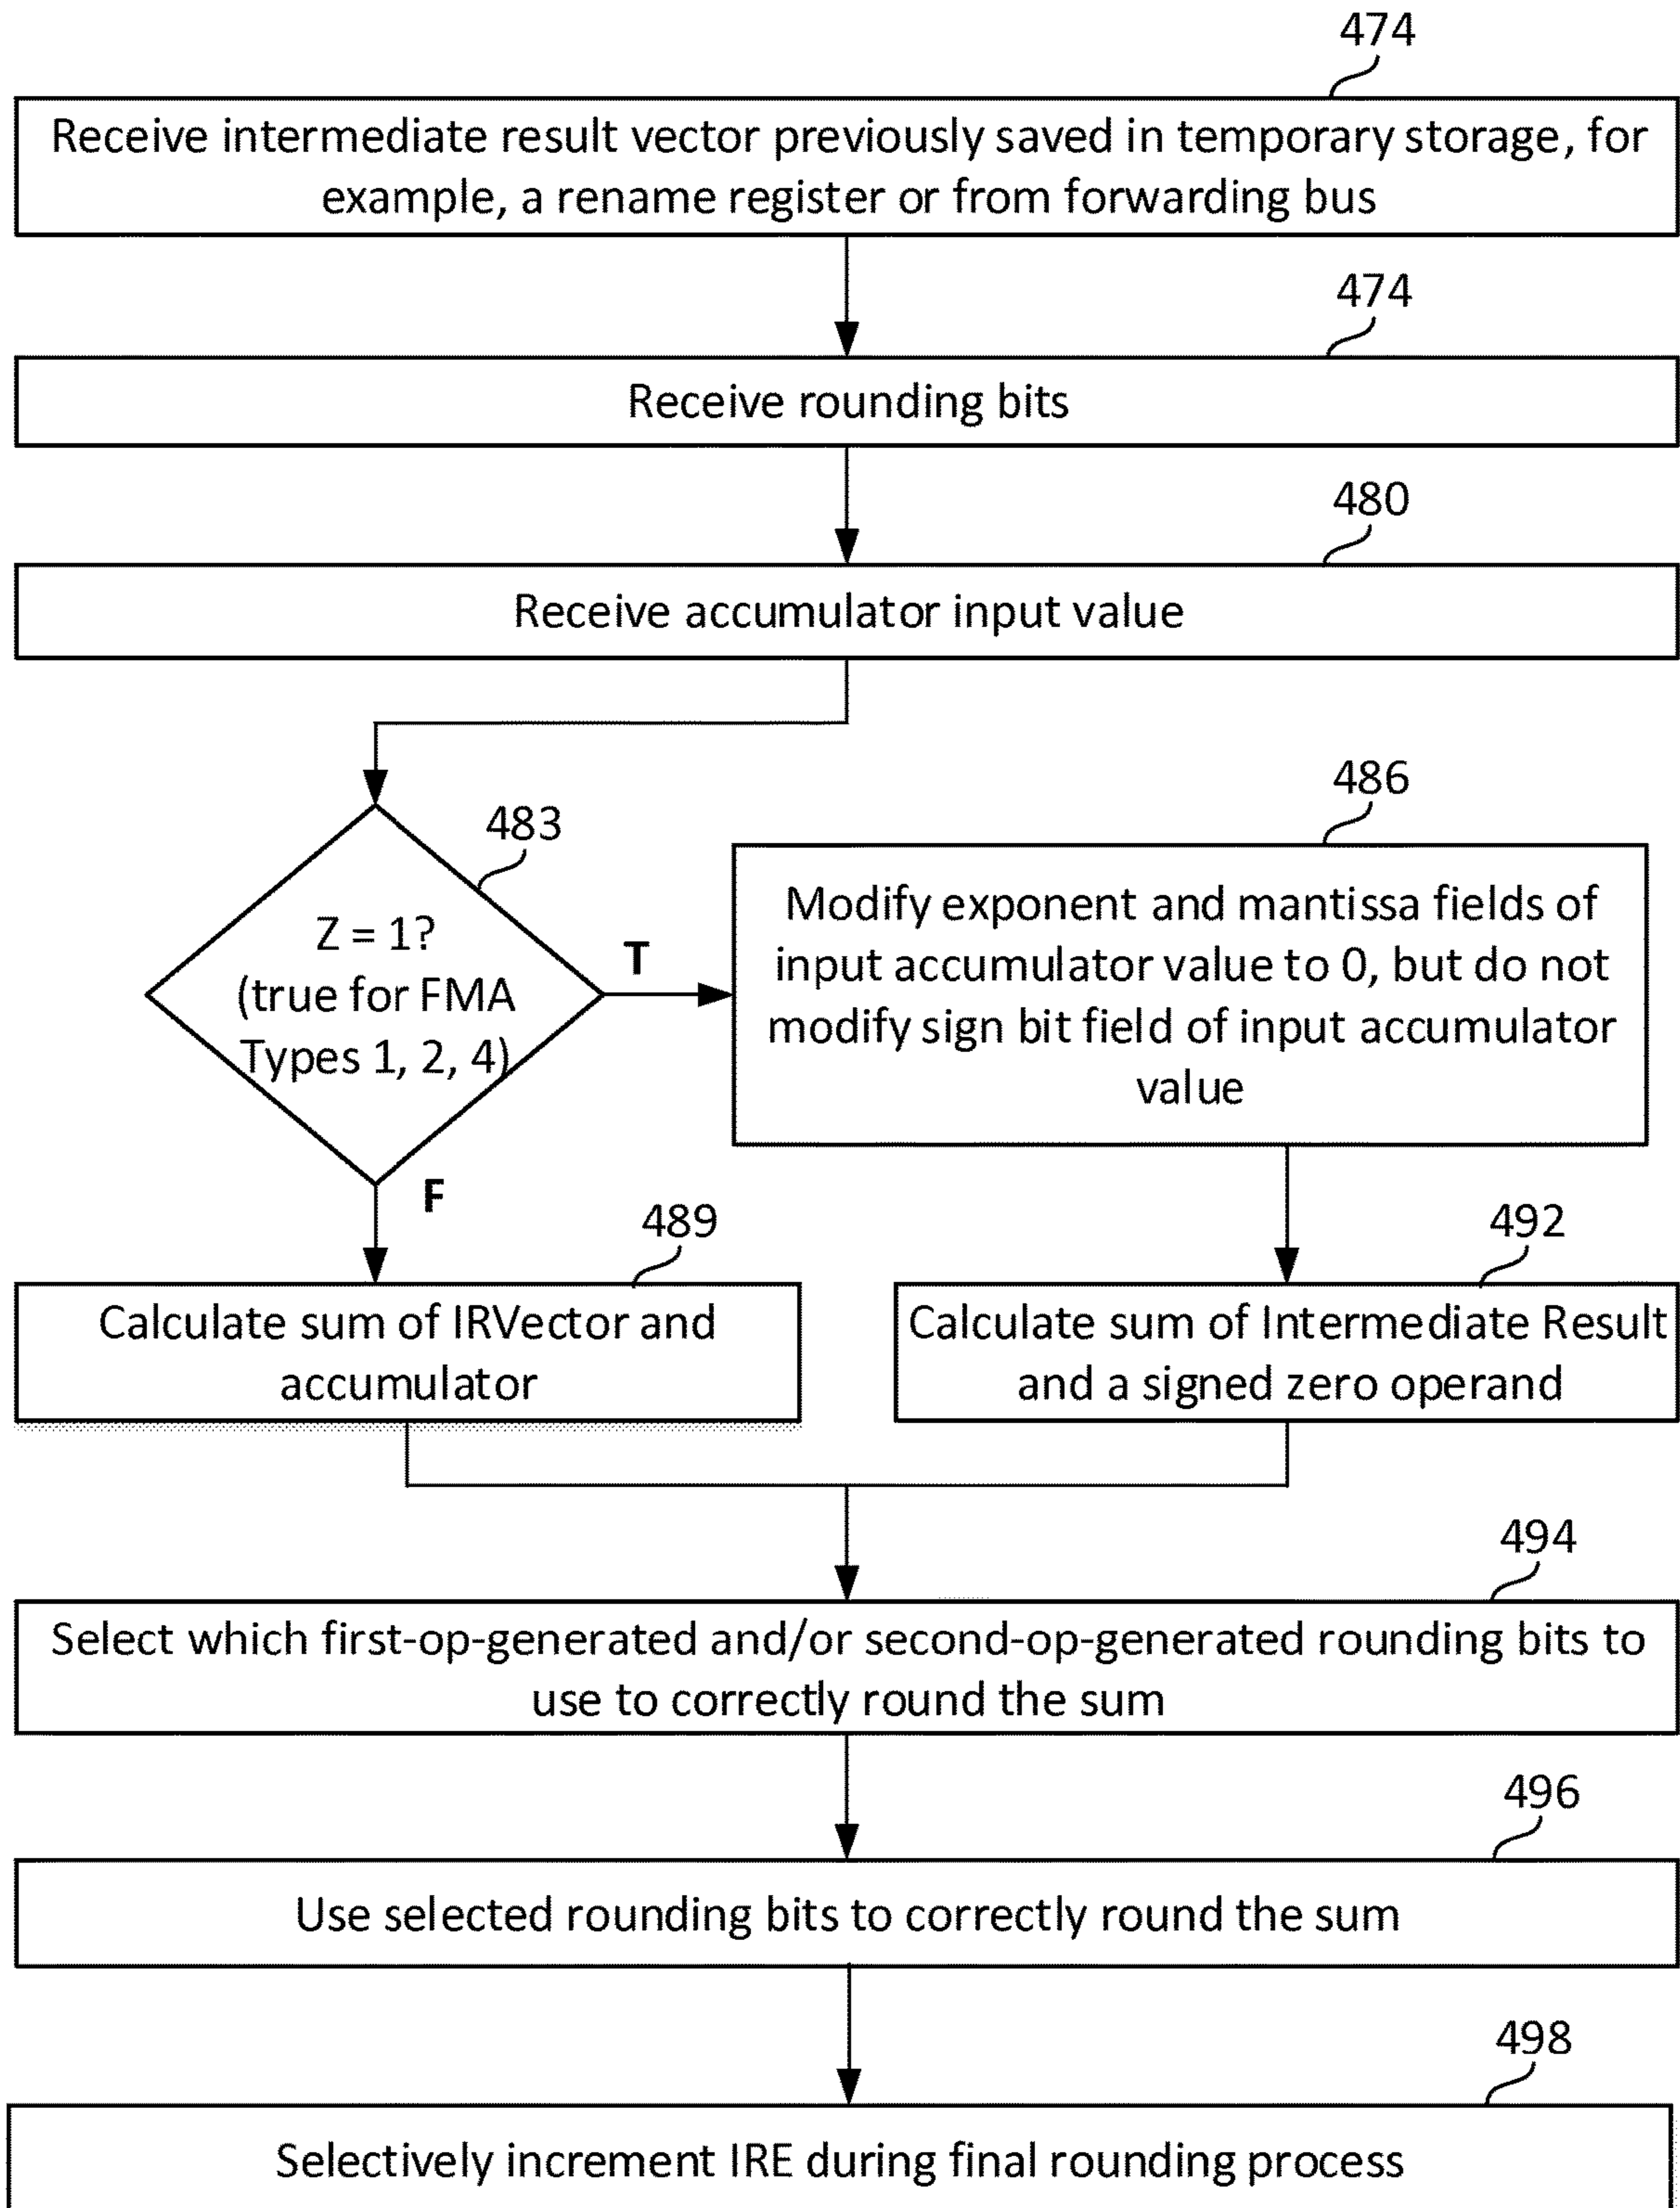 474
Receive intermediate result vector previously saved in temporary storage, for
example, a rename register or from forwarding bus
474
Receive rounding bits
480
Receive accumulator input value
483
Z = 1?
(true for FMA
Types 1, 2, 4)
T
F
486
Modify exponent and mantissa fields of
input accumulator value to 0, but do not
modify sign bit field of input accumulator
value
489
Calculate sum of IRVector and
accumulator
492
Calculate sum of Intermediate Result
and a signed zero operand
494
Select which first-op-generated and/or second-op-generated rounding bits to
use to correctly round the sum
496
Use selected rounding bits to correctly round the sum
498
Selectively increment IRE during final rounding process